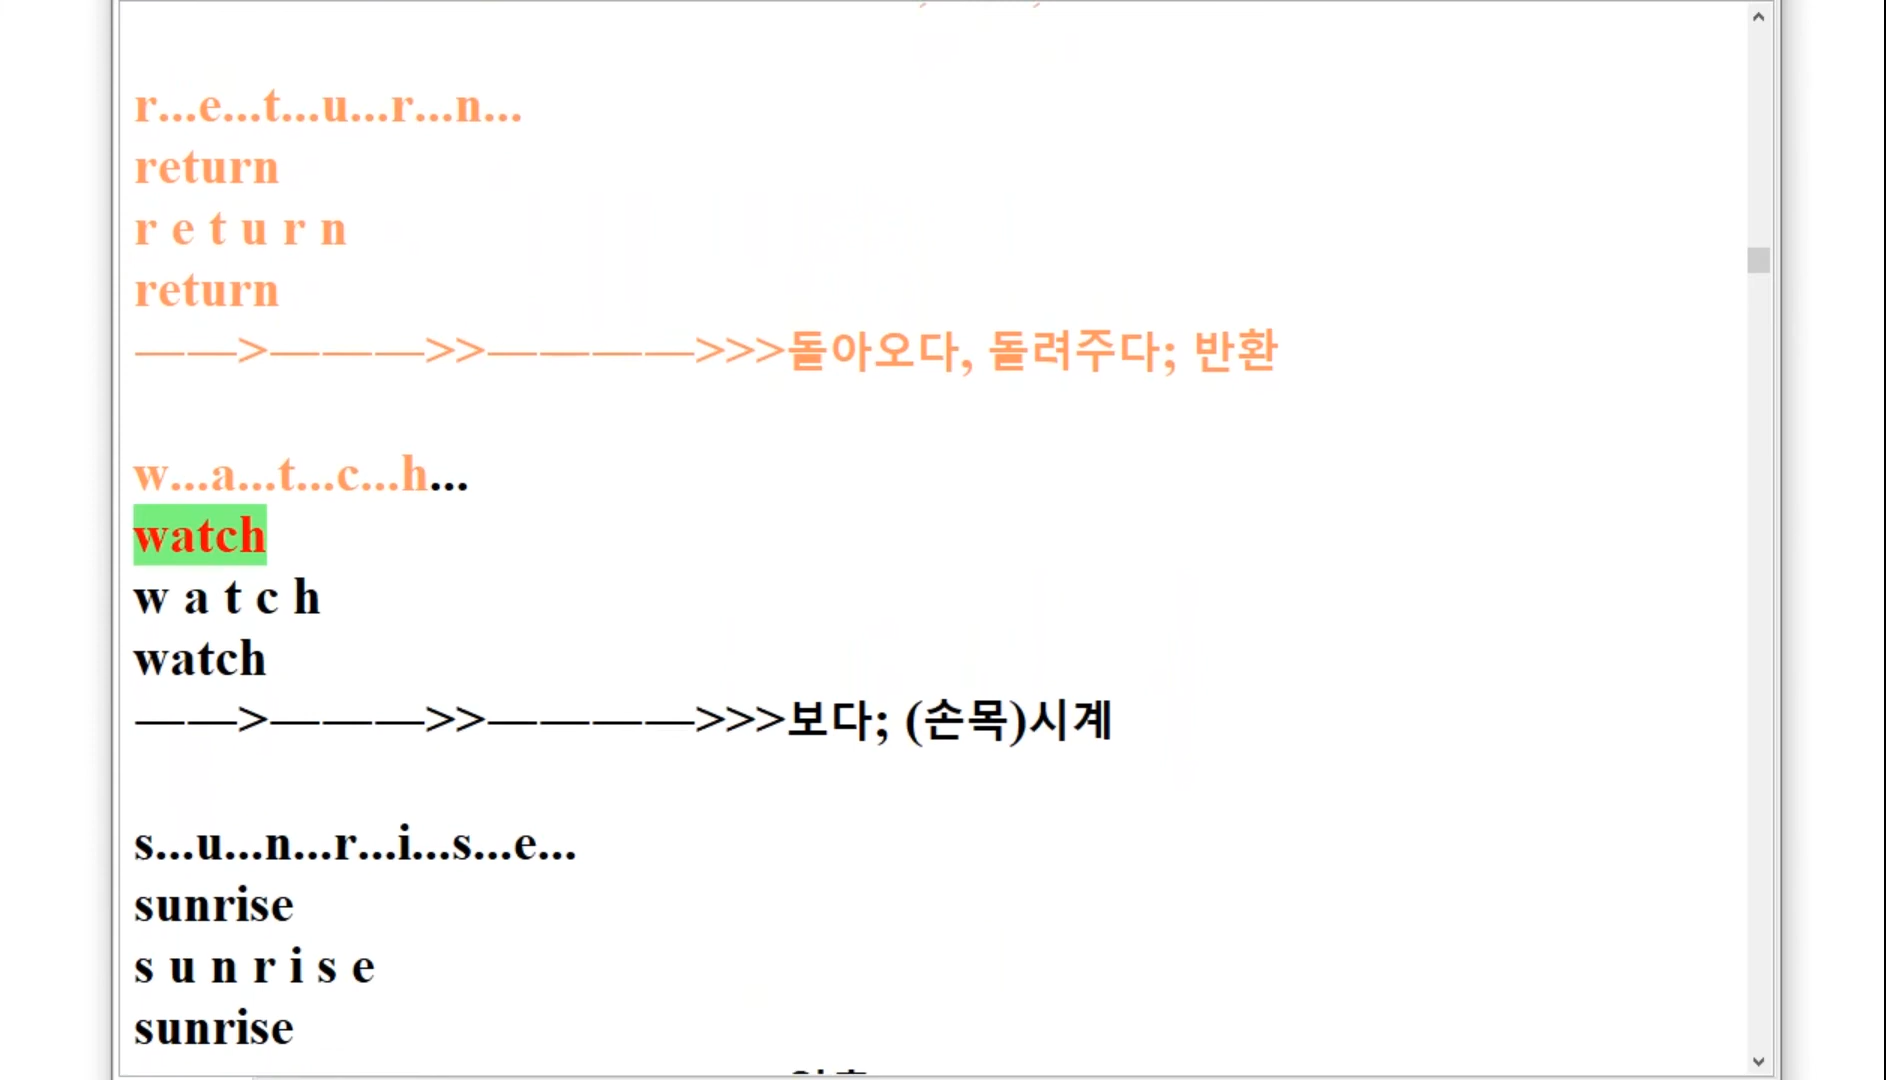 r...e...t...u...r...n...
return
r e t u r n
return
——>———>>————>>>돌아오다, 돌려주다; 반환
w...a...t...c...h...
watch
w a t c h
watch
——>———>>————>>>보다; (손목)시계
s...u...n...r...i...s...e...
sunrise
s u n r i s e
sunrise